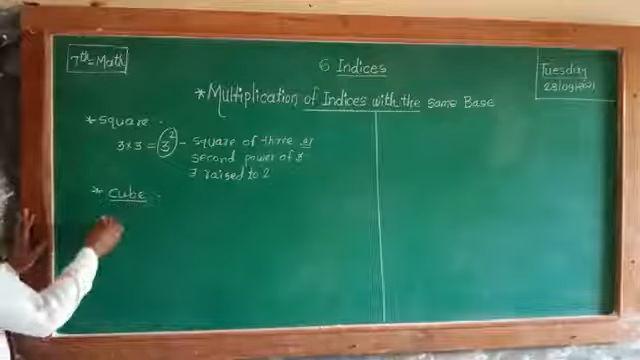 7th-Math
6 Indices
Tuesday
28/09/2021
*Multiplication of Indices with the same Base
*Square -
3×3 = 3² - Square of three or
second power of 3
3 raised to 2
* Cube -